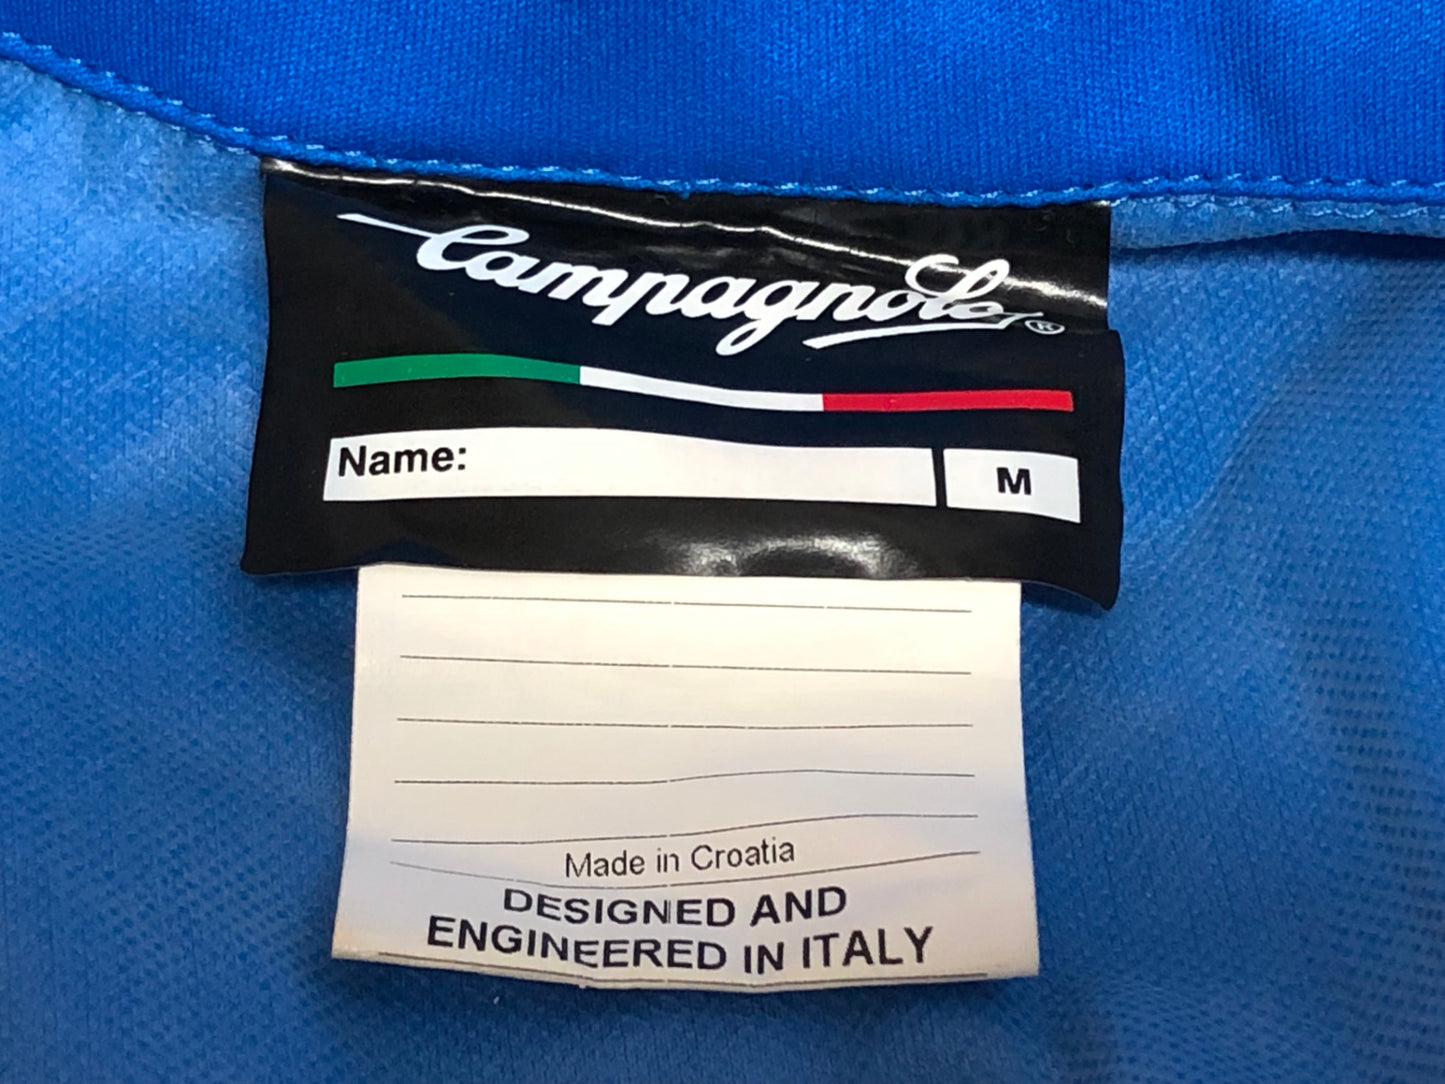 Campagnolo®
Name:
M
Made in Croatia
DESIGNED AND
ENGINEERED IN ITALY